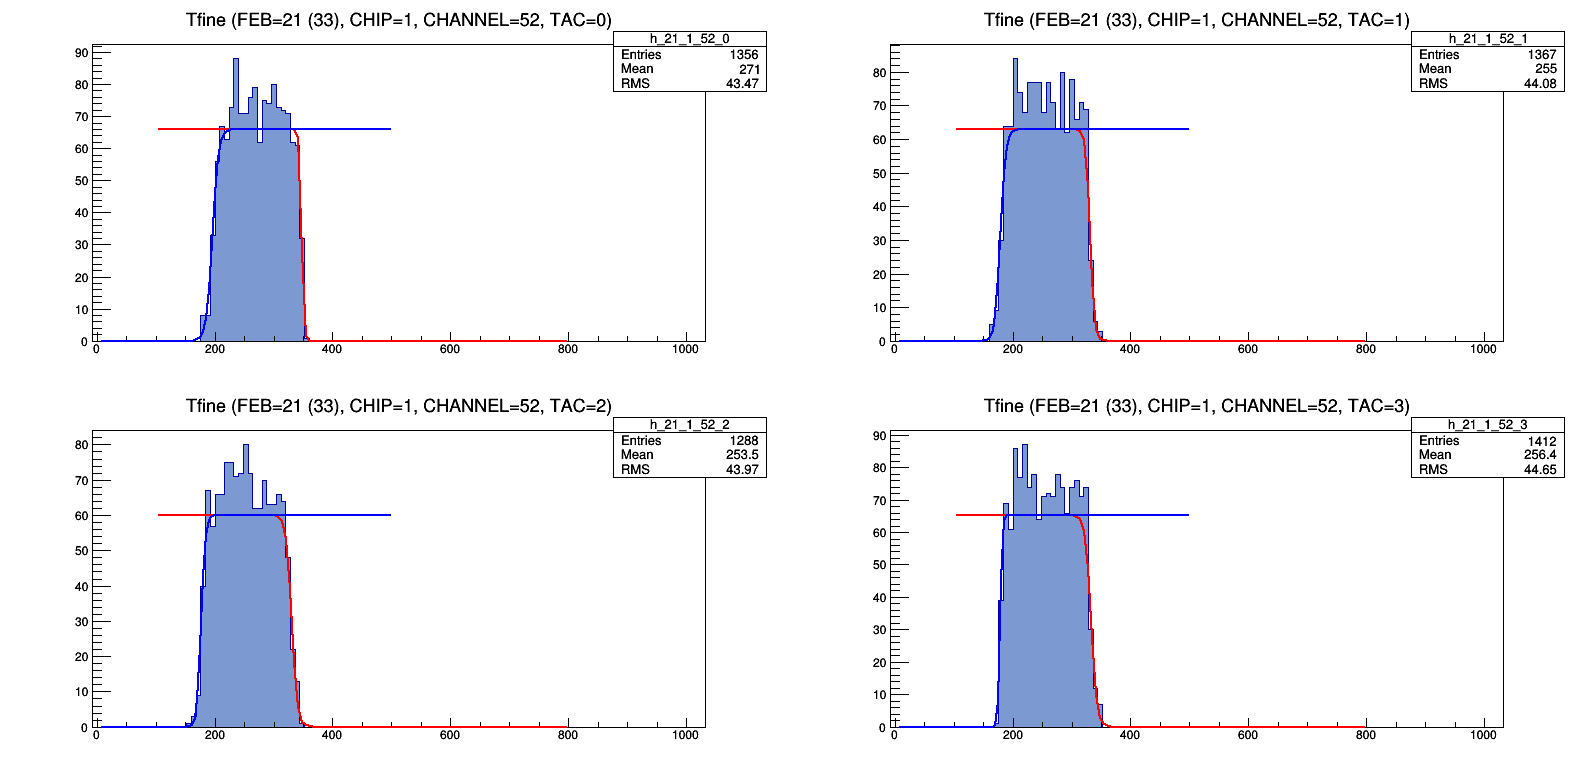 Tfine (FEB=21 (33), CHIP=1, CHANNEL=52, TAC=0)
h_21_1_52_0
Entries 1356
Mean 271
RMS 43.47
90
80
70
60
50
40
30
20
10
0
0 200 400 600 800 1000
Tfine (FEB=21 (33), CHIP=1, CHANNEL=52, TAC=1)
h_21_1_52_1
Entries 1367
Mean 255
RMS 44.08
80
70
60
50
40
30
20
10
0
0 200 400 600 800 1000
Tfine (FEB=21 (33), CHIP=1, CHANNEL=52, TAC=2)
h_21_1_52_2
Entries 1288
Mean 253.5
RMS 43.97
80
70
60
50
40
30
20
10
0
0 200 400 600 800 1000
Tfine (FEB=21 (33), CHIP=1, CHANNEL=52, TAC=3)
h_21_1_52_3
Entries 1412
Mean 256.4
RMS 44.65
90
80
70
60
50
40
30
20
10
0
0 200 400 600 800 1000